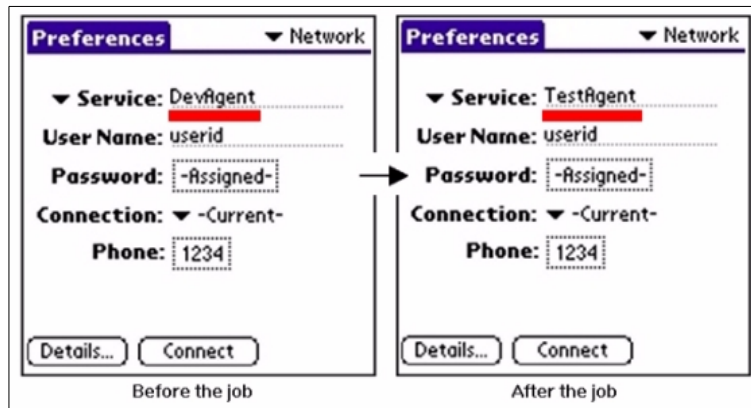 Preferences
Network
Service: DevAgent
User Name: userid
Password: -Assigned-
Connection: -Current-
Phone: 1234
Details... Connect
Before the job
Preferences
Network
Service: TestAgent
User Name: userid
Password: -Assigned-
Connection: -Current-
Phone: 1234
Details... Connect
After the job